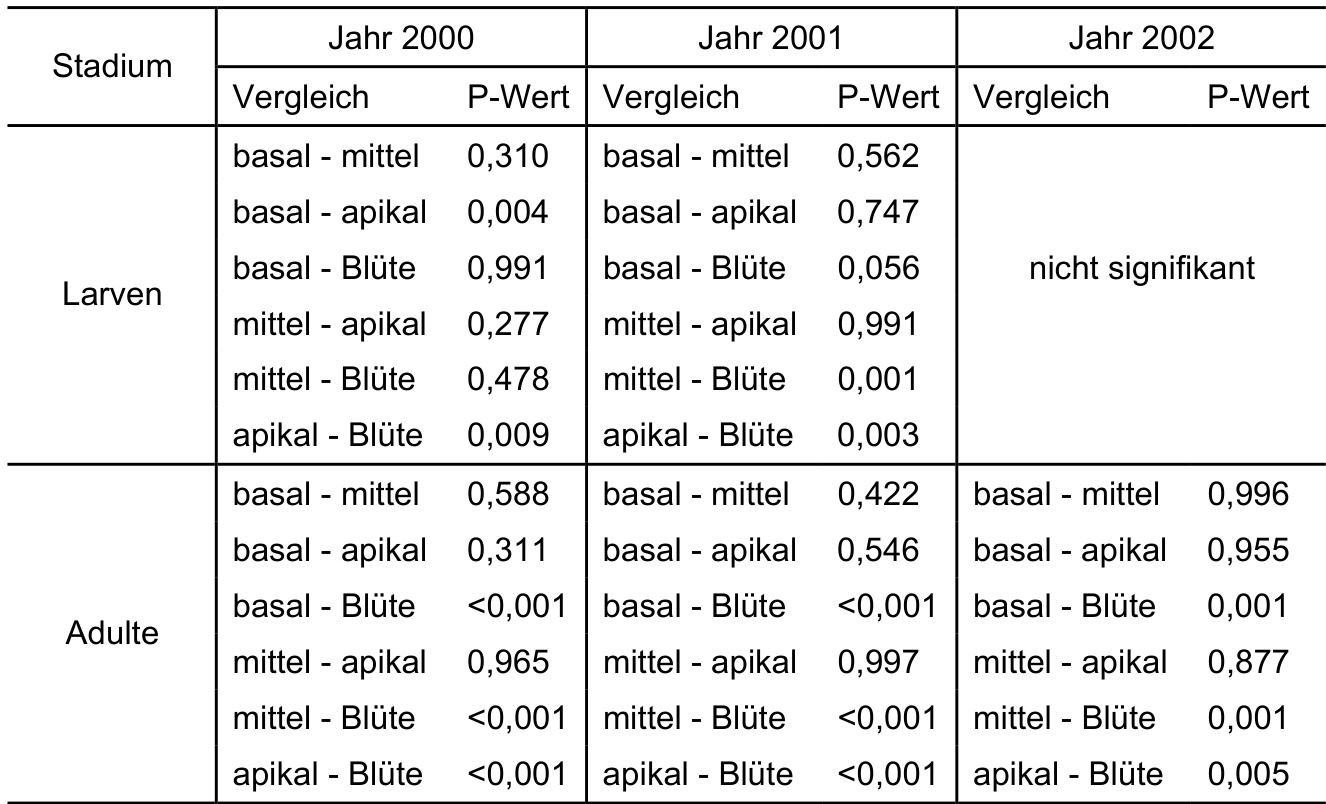 Stadium Jahr 2000 Jahr 2001 Jahr 2002
Vergleich P-Wert Vergleich P-Wert Vergleich P-Wert
Larven
basal - mittel 0,310 basal - mittel 0,562
basal - apikal 0,004 basal - apikal 0,747
basal - Blüte 0,991 basal - Blüte 0,056 nicht signifikant
mittel - apikal 0,277 mittel - apikal 0,991
mittel - Blüte 0,478 mittel - Blüte 0,001
apikal - Blüte 0,009 apikal - Blüte 0,003
Adulte
basal - mittel 0,588 basal - mittel 0,422 basal - mittel 0,996
basal - apikal 0,311 basal - apikal 0,546 basal - apikal 0,955
basal - Blüte <0,001 basal - Blüte <0,001 basal - Blüte 0,001
mittel - apikal 0,965 mittel - apikal 0,997 mittel - apikal 0,877
mittel - Blüte <0,001 mittel - Blüte <0,001 mittel - Blüte 0,001
apikal - Blüte <0,001 apikal - Blüte <0,001 apikal - Blüte 0,005